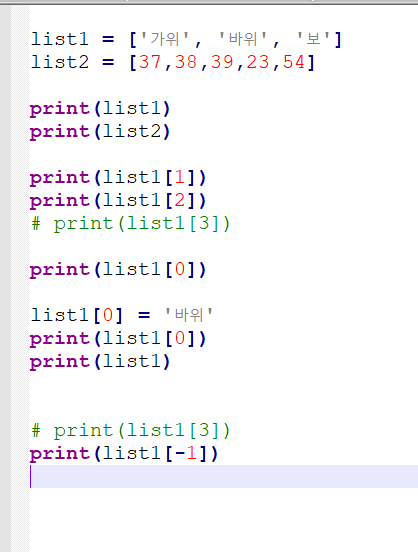 list1 = ['가위', '바위', '보']
list2 = [37,38,39,23,54]
print(list1)
print(list2)
print(list1[1])
print(list1[2])
# print(list1[3])
print(list1[0])
list1[0] = '바위'
print(list1[0])
print(list1)
# print(list1[3])
print(list1[-1])